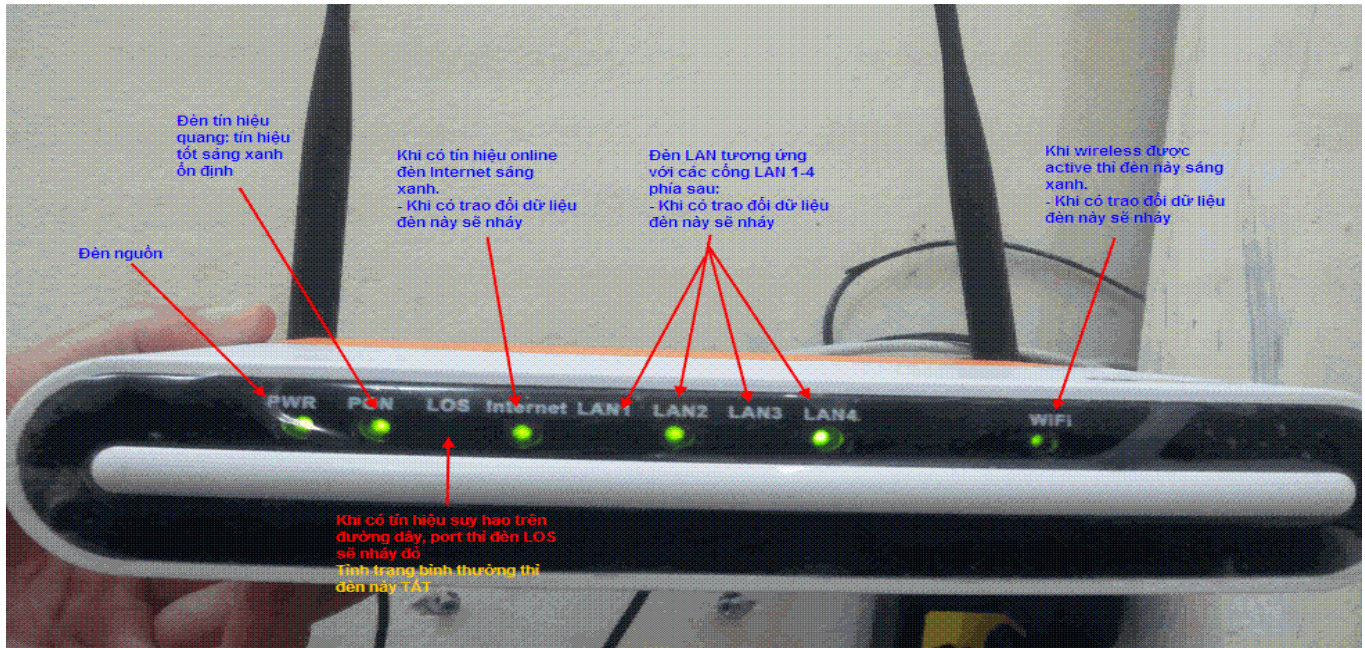 Đèn tín hiệu
quang: tín hiệu
tốt sáng xanh
ổn định
Khi có tín hiệu online
đèn Internet sáng
xanh.
- Khi có trao đổi dữ liệu
đèn này sẽ nháy
Đèn LAN tương ứng
với các cổng LAN 1-4
phía sau:
- Khi có trao đổi dữ liệu
đèn này sẽ nháy
Khi wireless được
active thì đèn này sáng
xanh.
- Khi có trao đổi dữ liệu
đèn này sẽ nháy
Đèn nguồn
PWR PON LOS Internet LAN1 LAN2 LAN3 LAN4 WiFi
Khi có tín hiệu suy hao trên
đường dây, port thì đèn LOS
sẽ nháy đỏ
Tình trạng bình thường thì
đèn này TẮT